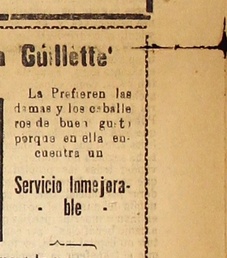 a Guillette'
La Prefieren las
damas y los caballe
ros de buen gusto
porque en ella en-
cuentra un
Servicio Inmejora-
- ble -